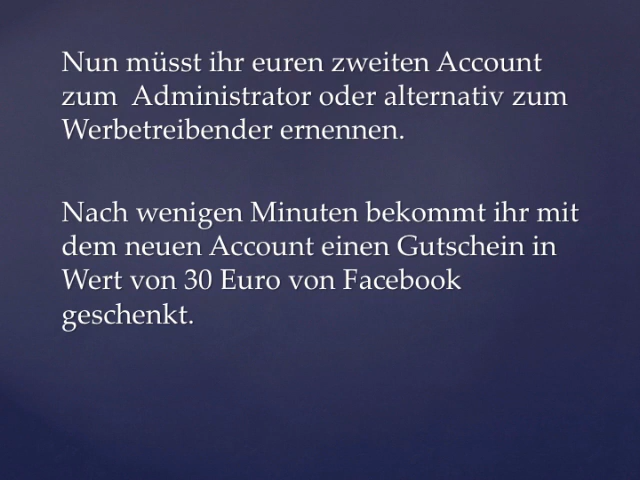 Nun müsst ihr euren zweiten Account
zum  Administrator oder alternativ zum
Werbetreibender ernennen.
Nach wenigen Minuten bekommt ihr mit
dem neuen Account einen Gutschein in
Wert von 30 Euro von Facebook
geschenkt.